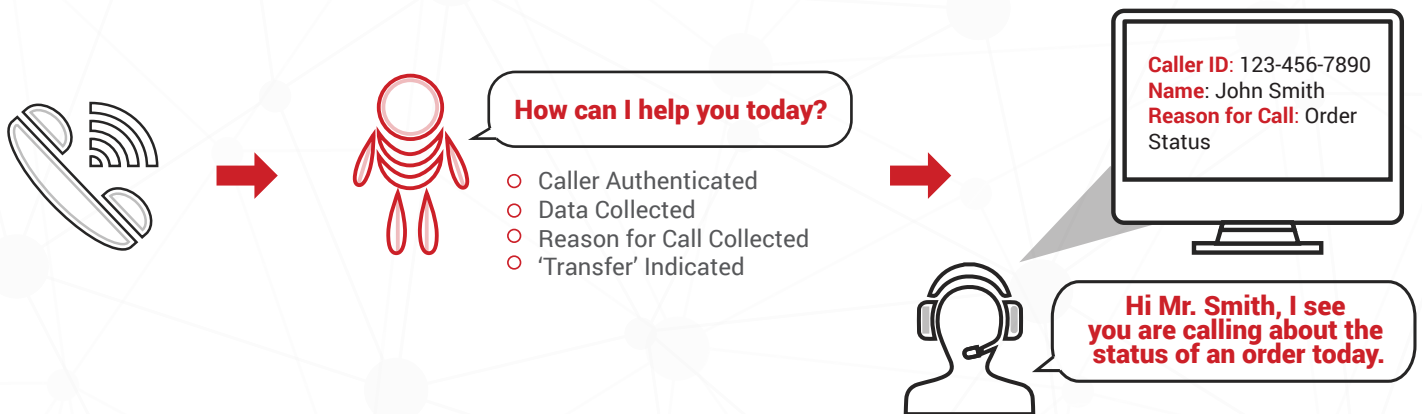 How can I help you today?
Caller Authenticated
Data Collected
Reason for Call Collected
‘Transfer’ Indicated
Caller ID: 123-456-7890
Name: John Smith
Reason for Call: Order
Status
Hi Mr. Smith, I see
you are calling about the
status of an order today.